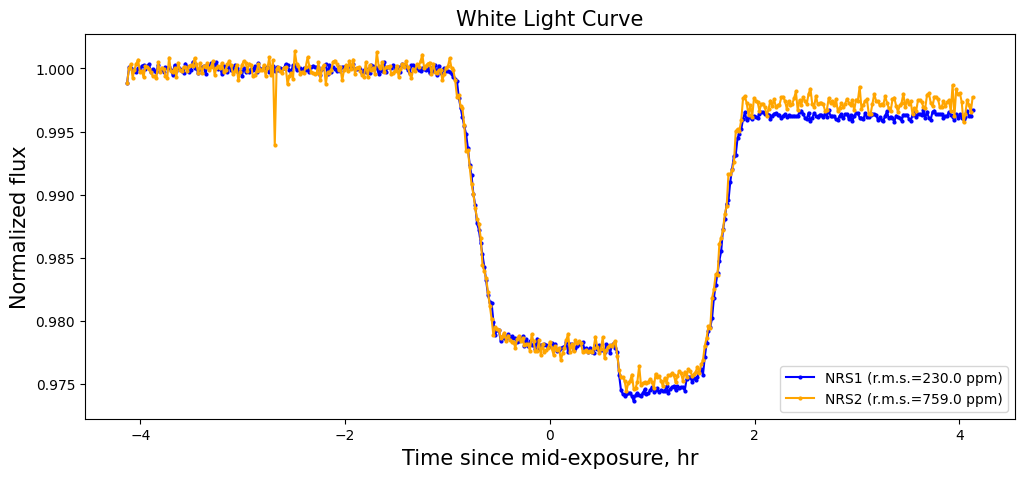 White Light Curve
Normalized flux
1.000
0.995
0.990
0.985
0.980
0.975
−4
−2
0
2
4
Time since mid-exposure, hr
NRS1 (r.m.s.=230.0 ppm)
NRS2 (r.m.s.=759.0 ppm)